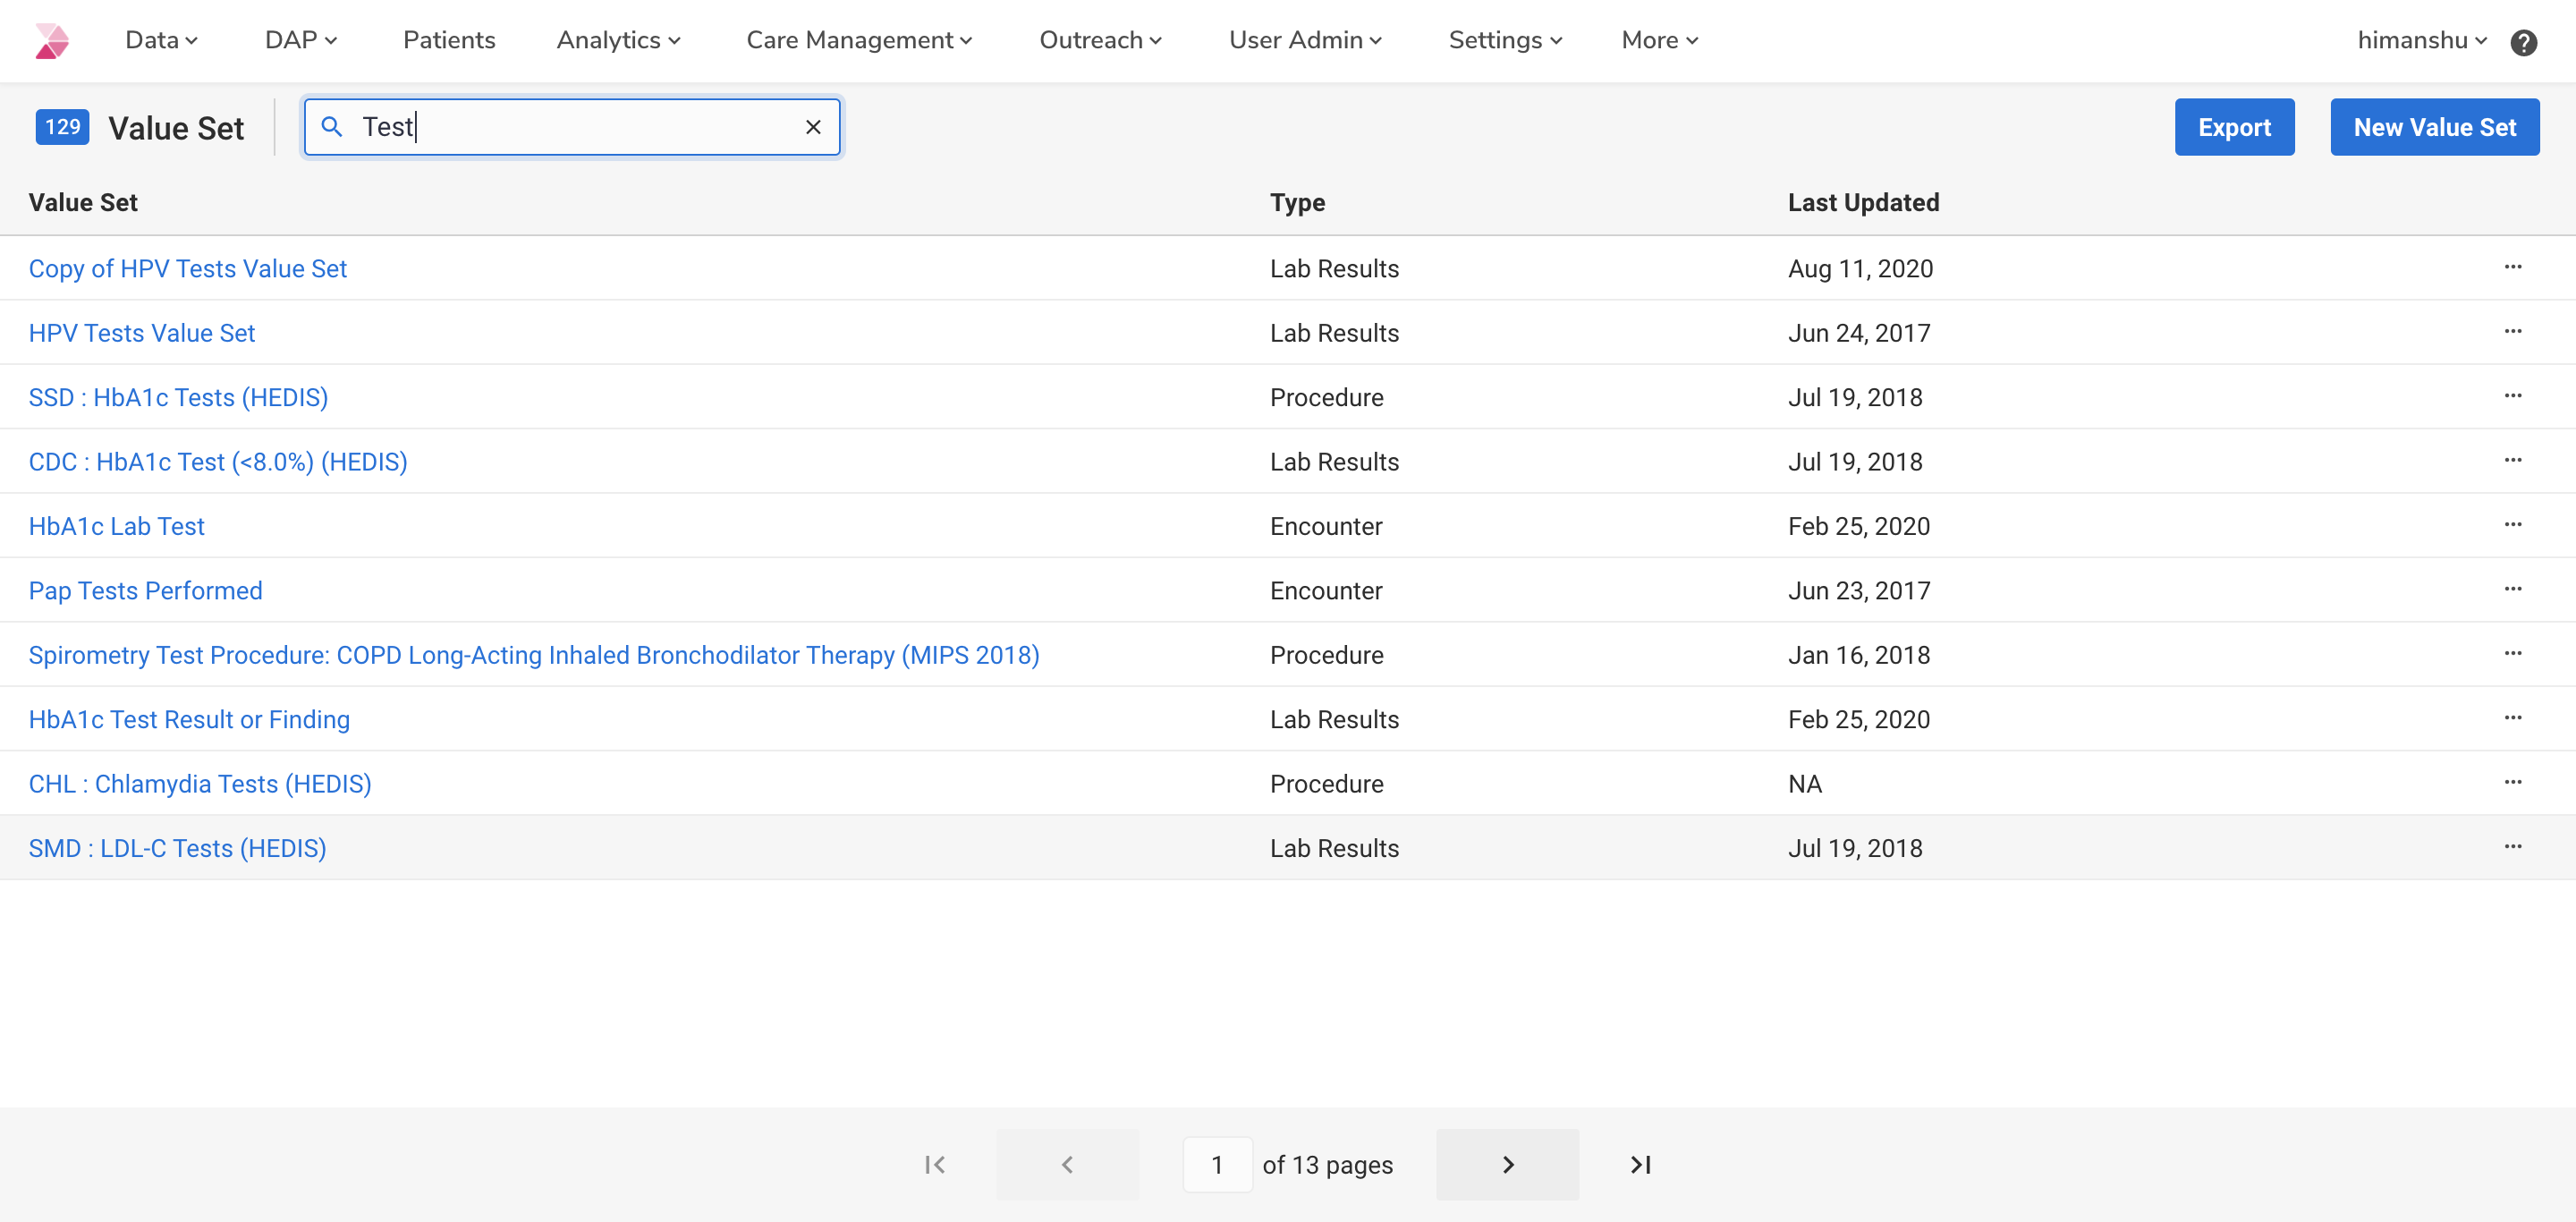 Data DAP Patients Analytics Care Management Outreach User Admin Settings More himanshu ?
129 Value Set Test Export New Value Set
Value Set Type Last Updated
Copy of HPV Tests Value Set Lab Results Aug 11, 2020 ...
HPV Tests Value Set Lab Results Jun 24, 2017 ...
SSD : HbA1c Tests (HEDIS) Procedure Jul 19, 2018 ...
CDC : HbA1c Test (<8.0%) (HEDIS) Lab Results Jul 19, 2018 ...
HbA1c Lab Test Encounter Feb 25, 2020 ...
Pap Tests Performed Encounter Jun 23, 2017 ...
Spirometry Test Procedure: COPD Long-Acting Inhaled Bronchodilator Therapy (MIPS 2018) Procedure Jan 16, 2018 ...
HbA1c Test Result or Finding Lab Results Feb 25, 2020 ...
CHL : Chlamydia Tests (HEDIS) Procedure NA ...
SMD : LDL-C Tests (HEDIS) Lab Results Jul 19, 2018 ...
1 of 13 pages